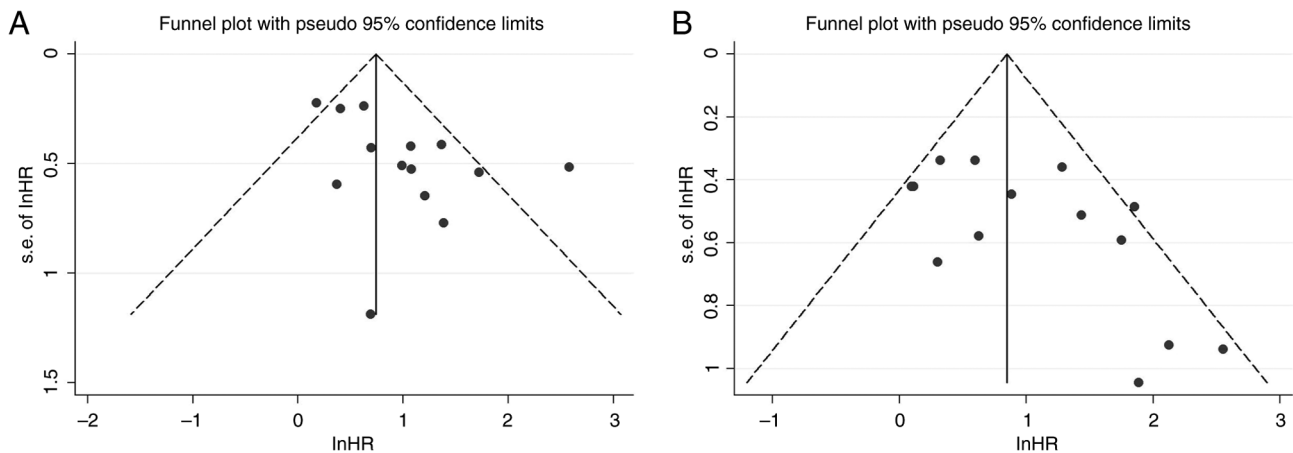 A
Funnel plot with pseudo 95% confidence limits
s.e. of lnHR
0
0.5
1
1.5
−2
−1
0
1
2
3
lnHR
B
Funnel plot with pseudo 95% confidence limits
s.e. of lnHR
0
0.2
0.4
0.6
0.8
1
−1
0
1
2
3
lnHR